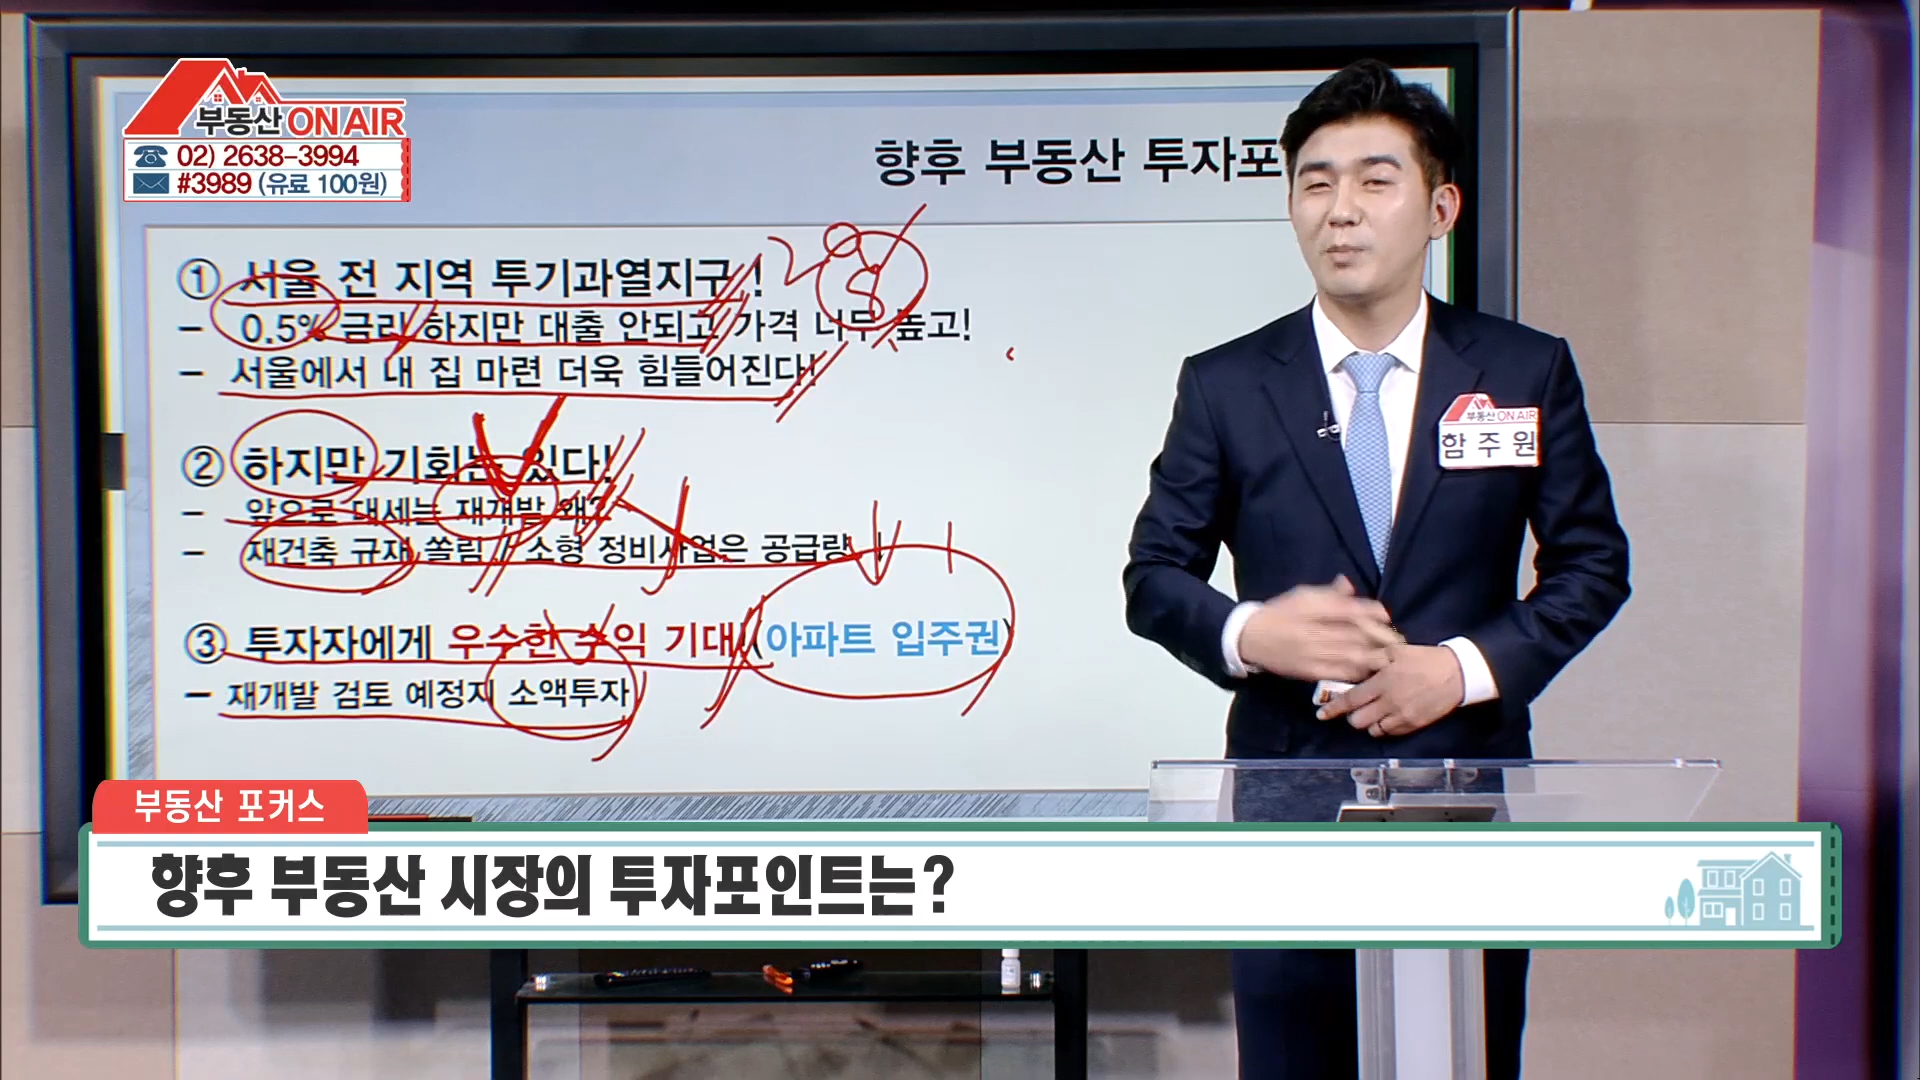 부동산 ON AIR
02) 2638-3994
#3989 (유료 100원)
향후 부동산 투자포
① 서울 전 지역 투기과열지구!
- 0.5% 금리 하지만 대출 안되고 가격 너무 높고!
- 서울에서 내 집 마련 더욱 힘들어진다!
② 하지만 기회는 있다!
- 앞으로 대세는 재개발 왜?
- 재건축 규제 쏠림 / 소형 정비사업은 공급량 ↓
③ 투자자에게 우수한 수익 기대! (아파트 입주권)
- 재개발 검토 예정지 소액투자
부동산 ON AIR
함 주 원
부동산 포커스
향후 부동산 시장의 투자포인트는?